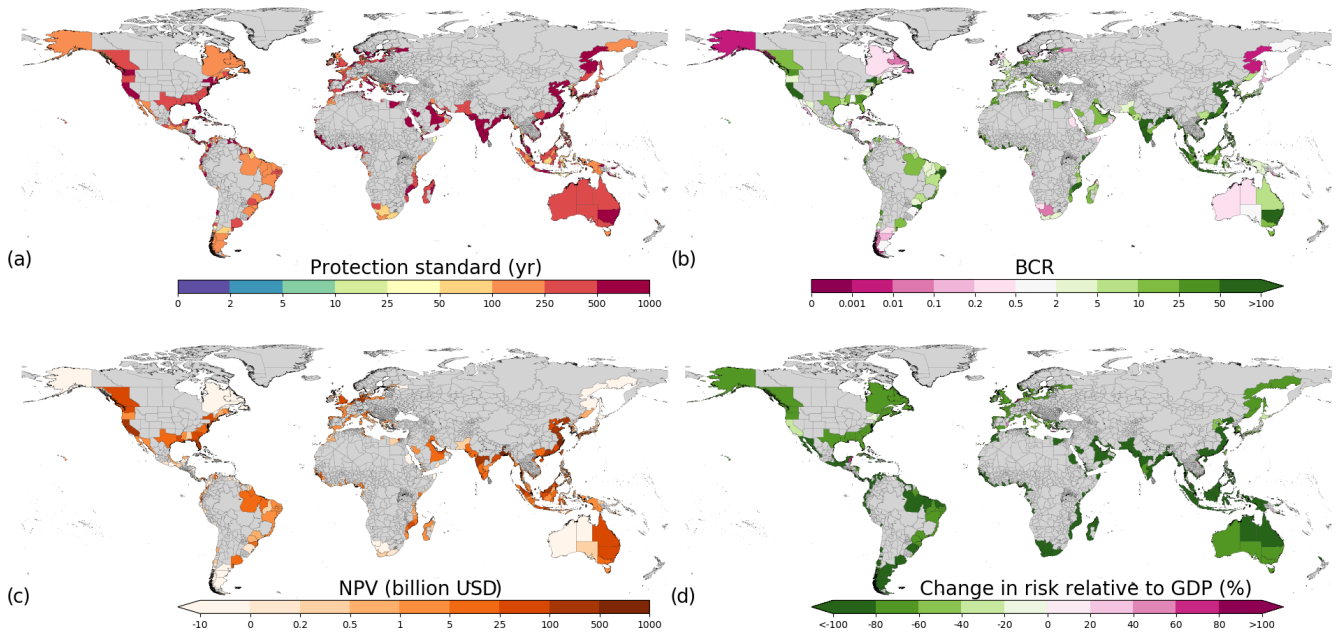 (a)
Protection standard (yr)
0 2 5 10 25 50 100 250 500 1000
(b)
BCR
0 0.001 0.01 0.1 0.2 0.5 2 5 10 25 50 >100
(c)
NPV (billion USD)
-10 0 0.2 0.5 1 5 25 100 500 1000
(d)
Change in risk relative to GDP (%)
<-100 -80 -60 -40 -20 0 20 40 60 80 >100